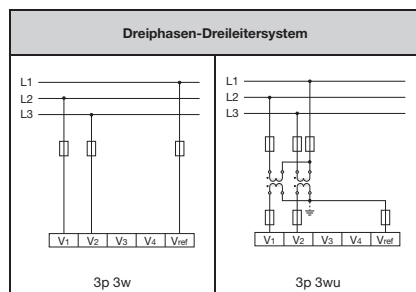 Dreiphasen-Dreileitersystem
L1
L2
L3
V1 V2 V3 V4 Vref
3p 3w
L1
L2
L3
V1 V2 V3 V4 Vref
3p 3wu